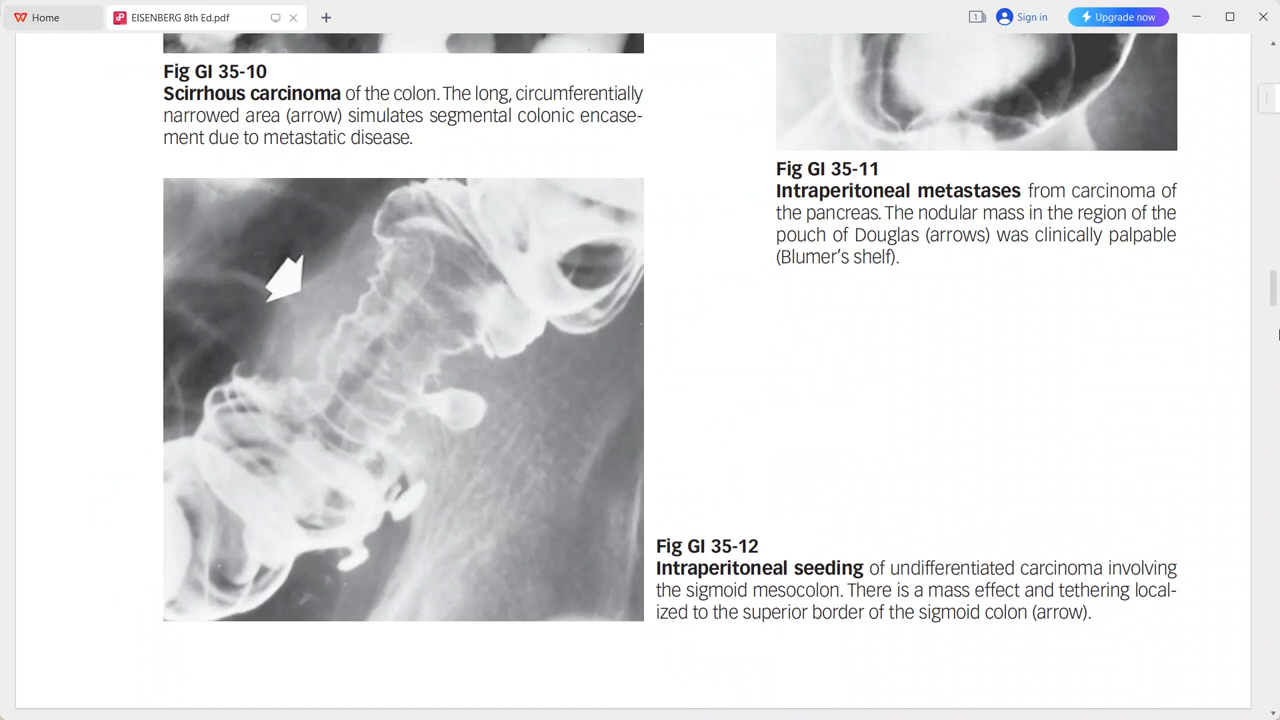 Home
EISENBERG 8th Ed.pdf
1
Sign in
Upgrade now
Fig GI 35-10
Scirrhous carcinoma of the colon. The long, circumferentially
narrowed area (arrow) simulates segmental colonic encase-
ment due to metastatic disease.
Fig GI 35-11
Intraperitoneal metastases from carcinoma of
the pancreas. The nodular mass in the region of the
pouch of Douglas (arrows) was clinically palpable
(Blumer’s shelf).
Fig GI 35-12
Intraperitoneal seeding of undifferentiated carcinoma involving
the sigmoid mesocolon. There is a mass effect and tethering local-
ized to the superior border of the sigmoid colon (arrow).